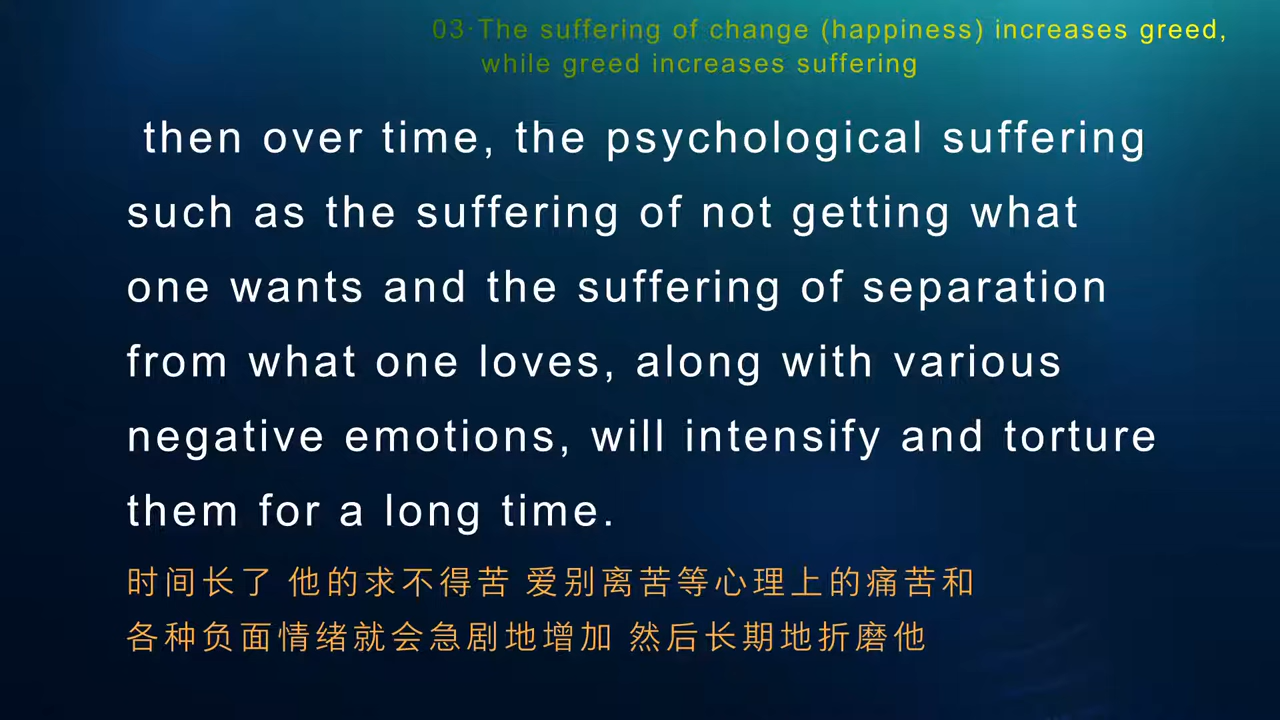 03·The suffering of change (happiness) increases greed,
while greed increases suffering
then over time, the psychological suffering
such as the suffering of not getting what
one wants and the suffering of separation
from what one loves, along with various
negative emotions, will intensify and torture
them for a long time.
时间长了 他的求不得苦 爱别离苦等心理上的痛苦和
各种负面情绪就会急剧地增加 然后长期地折磨他